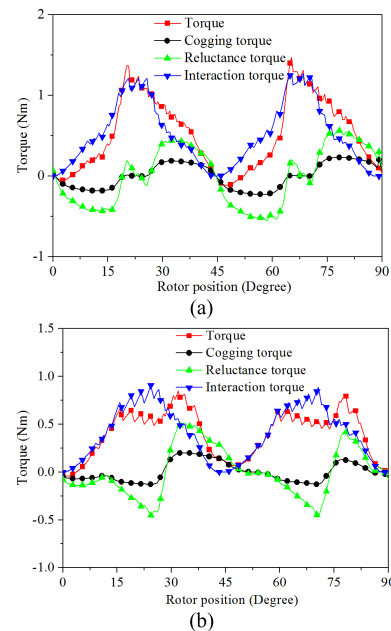 (a)
Torque
Cogging torque
Reluctance torque
Interaction torque
Torque (Nm)
2
1
0
-1
0 15 30 45 60 75 90
Rotor position (Degree)
(a)
Torque
Cogging torque
Reluctance torque
Interaction torque
Torque (Nm)
1.5
1.0
0.5
0.0
-0.5
-1.0
0 15 30 45 60 75 90
Rotor position (Degree)
(b)